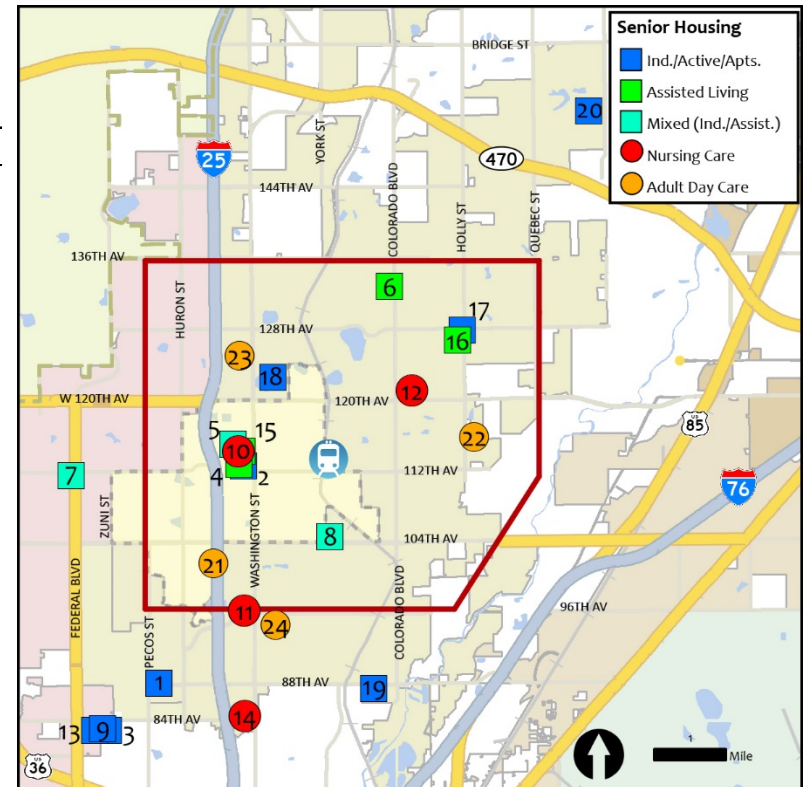 Senior Housing
Ind./Active/Apts.
Assisted Living
Mixed (Ind./Assist.)
Nursing Care
Adult Day Care
BRIDGE ST
20
YORK ST
25
470
COLORADO BLVD
HOLLY ST
QUEBEC ST
144TH AV
136TH AV
HURON ST
6
17
128TH AV
16
23
18
12
W 120TH AV
120TH AV
US
85
5
15
10
22
4
2
112TH AV
7
76
ZUNI ST
WASHINGTON ST
8
104TH AV
21
FEDERAL BLVD
COLORADO BLVD
96TH AV
11
24
PECOS ST
1
88TH AV
19
14
84TH AV
13
9
3
US
36
1
Mile